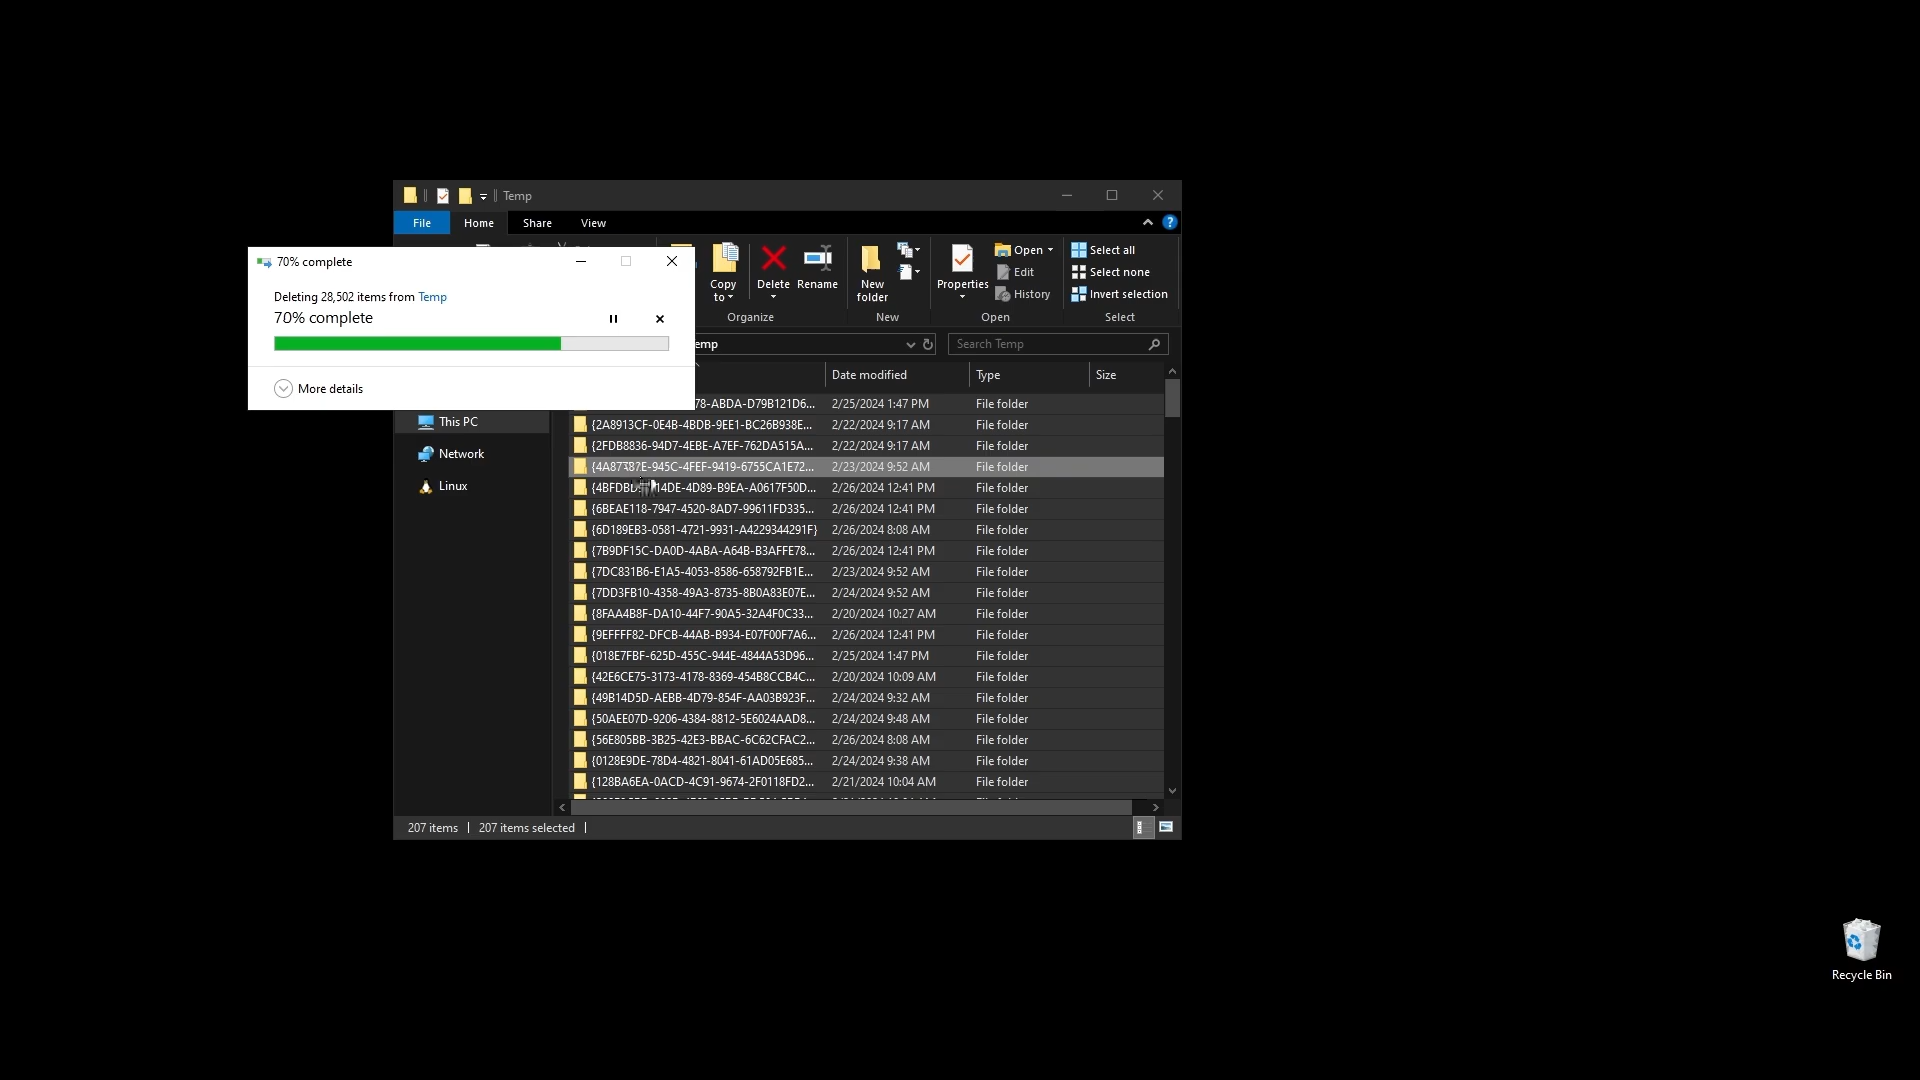 Temp
File Home Share View
70% complete
Deleting 28,502 items from Temp
70% complete
More details
Copy to
Delete
Rename
New folder
Properties
Open
Edit
History
Select all
Select none
Invert selection
Organize
New
Open
Select
emp
Search Temp
Date modified Type Size
This PC
Network
Linux
78-ABDA-D79B121D6... 2/25/2024 1:47 PM File folder
{2A8913CF-0E4B-4BDB-9EE1-BC26B938E... 2/22/2024 9:17 AM File folder
{2FDB8836-94D7-4EBE-A7EF-762DA515A... 2/22/2024 9:17 AM File folder
945C-4FEF-9419-6755CA1E72... 2/23/2024 9:52 AM File folder
14DE-4D89-B9EA-A0617F50D... 2/26/2024 12:41 PM File folder
{6BEAE118-7947-4520-8AD7-99611FD335... 2/26/2024 12:41 PM File folder
{6D189EB3-0581-4721-9931-A4229344291F} 2/26/2024 8:08 AM File folder
{7B9DF15C-DA0D-4ABA-A64B-B3AFFE78... 2/26/2024 12:41 PM File folder
{7DC831B6-E1A5-4053-8586-658792FB1E... 2/23/2024 9:52 AM File folder
{7DD3FB10-4358-49A3-8735-8B0A83E07E... 2/24/2024 9:52 AM File folder
{8FAA4B8F-DA10-44F7-90A5-32A4F0C33... 2/20/2024 10:27 AM File folder
{9EFFFF82-DFCB-44AB-B934-E07F00F7A6... 2/26/2024 12:41 PM File folder
{018E7FBF-625D-455C-944E-4844A53D96... 2/25/2024 1:47 PM File folder
{42E6CE75-3173-4178-8369-454B8CCB4C... 2/20/2024 10:09 AM File folder
{49B14D5D-AEBB-4D79-854F-AA03B923F... 2/24/2024 9:32 AM File folder
{50AEE07D-9206-4384-8812-5E6024AAD8... 2/24/2024 9:48 AM File folder
{56E805BB-3B25-42E3-BBAC-6C62CFAC2... 2/26/2024 8:08 AM File folder
{0128E9DE-78D4-4821-8041-61AD05E685... 2/24/2024 9:38 AM File folder
{128BA6EA-0ACD-4C91-9674-2F0118FD2... 2/21/2024 10:04 AM File folder
207 items 207 items selected
Recycle Bin